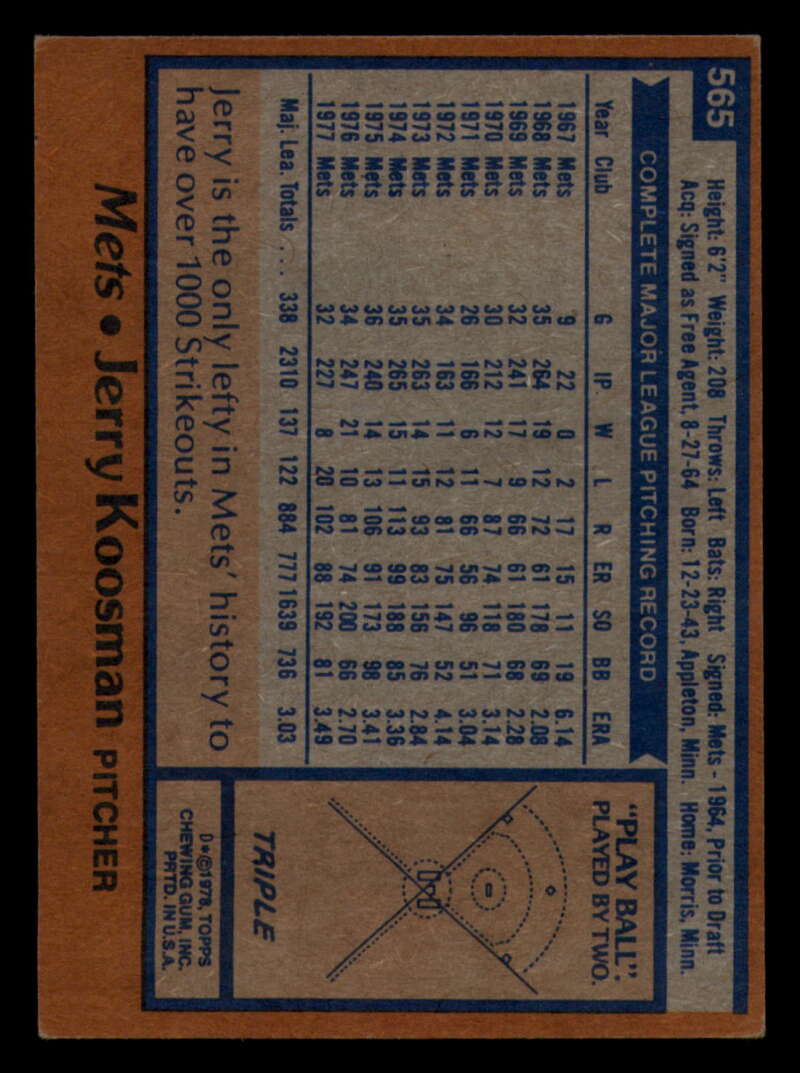 565
Height: 6'2" Weight: 208 Throws: Left Bats: Right Signed: Mets - 1964, Prior to Draft
Acq: Signed as Free Agent, 8-27-64 Born: 12-23-43, Appleton, Minn. Home: Morris, Minn.
COMPLETE MAJOR LEAGUE PITCHING RECORD
Year Club G IP W L R ER SO BB ERA
1967 Mets 9 22 0 2 17 15 11 19 6.14
1968 Mets 35 264 19 12 72 61 178 69 2.08
1969 Mets 32 241 17 9 66 61 180 68 2.28
1970 Mets 30 212 12 7 87 74 118 71 3.14
1971 Mets 26 166 6 11 66 56 96 51 3.04
1972 Mets 34 163 11 12 81 75 147 52 4.14
1973 Mets 35 263 14 15 93 83 156 76 2.84
1974 Mets 35 265 15 11 113 99 188 85 3.36
1975 Mets 36 240 14 13 106 91 173 98 3.41
1976 Mets 34 247 21 10 81 74 200 66 2.70
1977 Mets 32 227 8 20 102 88 192 81 3.49
Maj. Lea. Totals ... 338 2310 137 122 884 777 1639 736 3.03
Jerry is the only lefty in Mets' history to
have over 1000 Strikeouts.
"PLAY BALL":
PLAYED BY TWO.
TRIPLE
D*©1978, TOPPS
CHEWING GUM, INC.
PRTD. IN U.S.A.
Mets • Jerry Koosman PITCHER